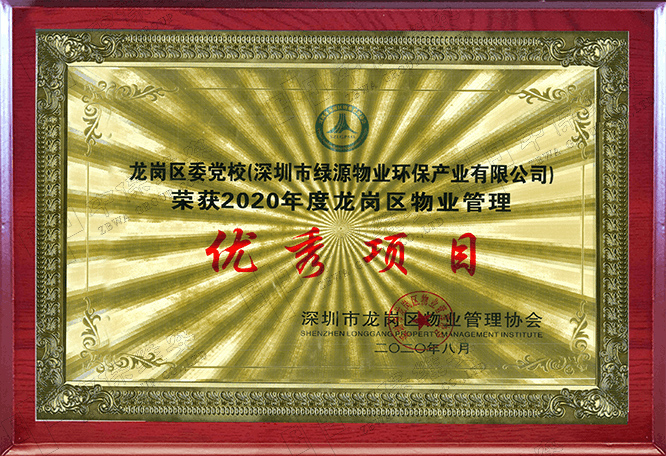 龙岗区委党校(深圳市绿源物业环保产业有限公司)
荣获2020年度龙岗区物业管理
优秀项目
深圳市龙岗区物业管理协会
SHENZHEN LONGGANG PROPERTY MANAGEMENT INSTITUTE
二〇二〇年八月